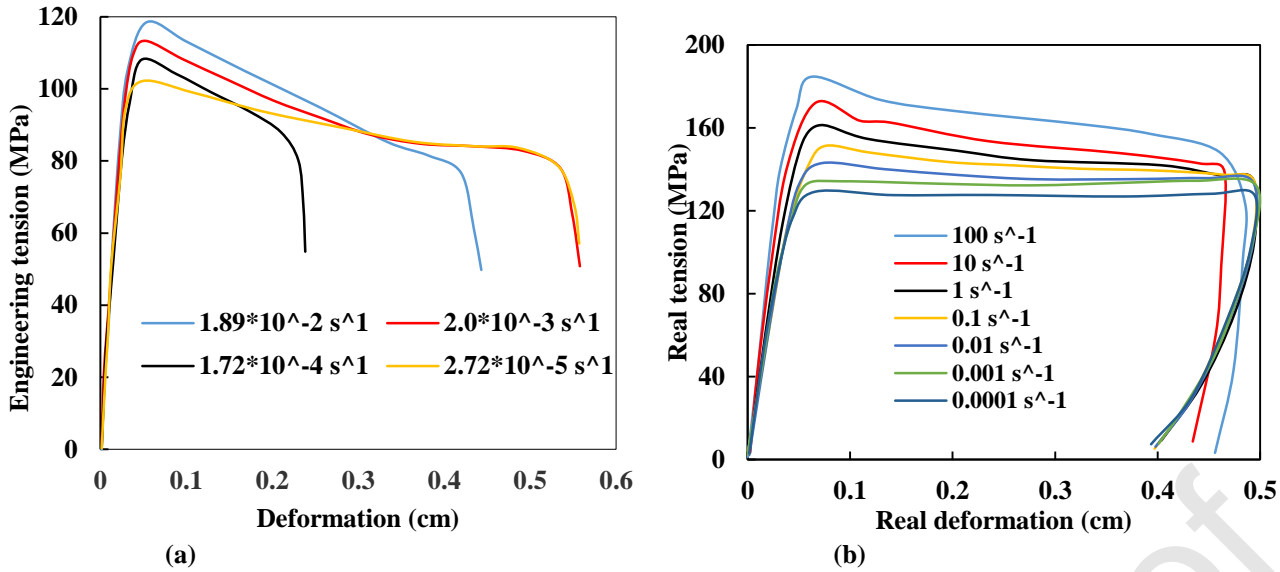 Engineering tension (MPa)
120
100
80
60
40
20
0
1.89*10^-2 s^1
2.0*10^-3 s^1
1.72*10^-4 s^1
2.72*10^-5 s^1
0 0.1 0.2 0.3 0.4 0.5 0.6
Deformation (cm)
(a)
Real tension (MPa)
200
160
120
80
40
0
100 s^-1
10 s^-1
1 s^-1
0.1 s^-1
0.01 s^-1
0.001 s^-1
0.0001 s^-1
0 0.1 0.2 0.3 0.4 0.5
Real deformation (cm)
(b)